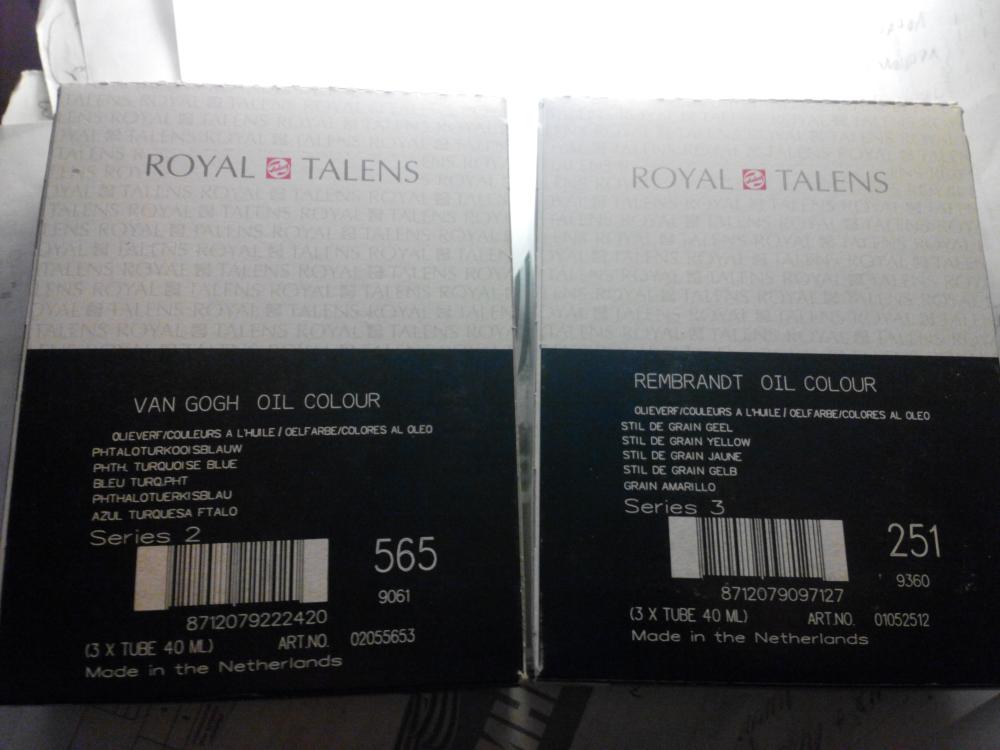 ROYAL TALENS
VAN GOGH OIL COLOUR
OLIEVERF/COULEURS A L'HUILE/OELFARBE/COLORES AL OLEO
PHTALOTURKOOISBLAUW
PHTH. TURQUOISE BLUE
BLEU TURQ.PHT
PHTHALOTUERKISBLAU
AZUL TURQUESA FTALO
Series 2
565
9061
8712079222420
(3 X TUBE 40 ML) ART.NO. 02055653
Made in the Netherlands
ROYAL TALENS
REMBRANDT OIL COLOUR
OLIEVERF/COULEURS A L'HUILE/OELFARBE/COLORES AL OLEO
STIL DE GRAIN GEEL
STIL DE GRAIN YELLOW
STIL DE GRAIN JAUNE
STIL DE GRAIN GELB
GRAIN AMARILLO
Series 3
251
9360
8712079097127
(3 X TUBE 40 ML) ART.NO. 01052512
Made in the Netherlands